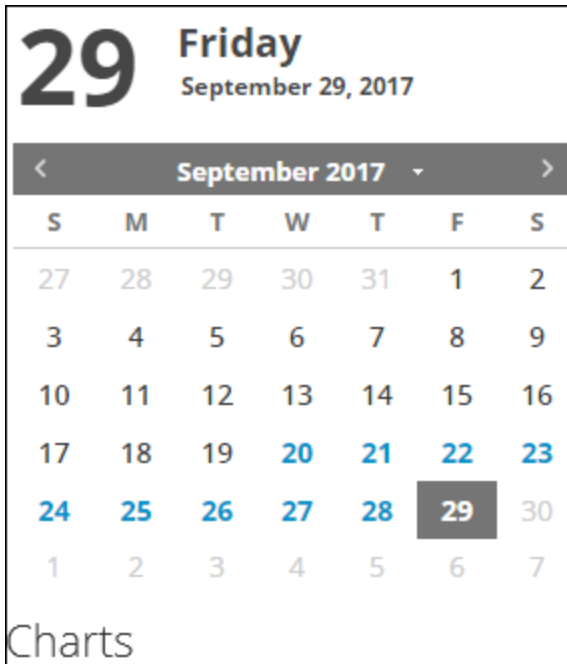 29
Friday
September 29, 2017
September 2017
S M T W T F S
27 28 29 30 31 1 2
3 4 5 6 7 8 9
10 11 12 13 14 15 16
17 18 19 20 21 22 23
24 25 26 27 28 29 30
1 2 3 4 5 6 7
Charts